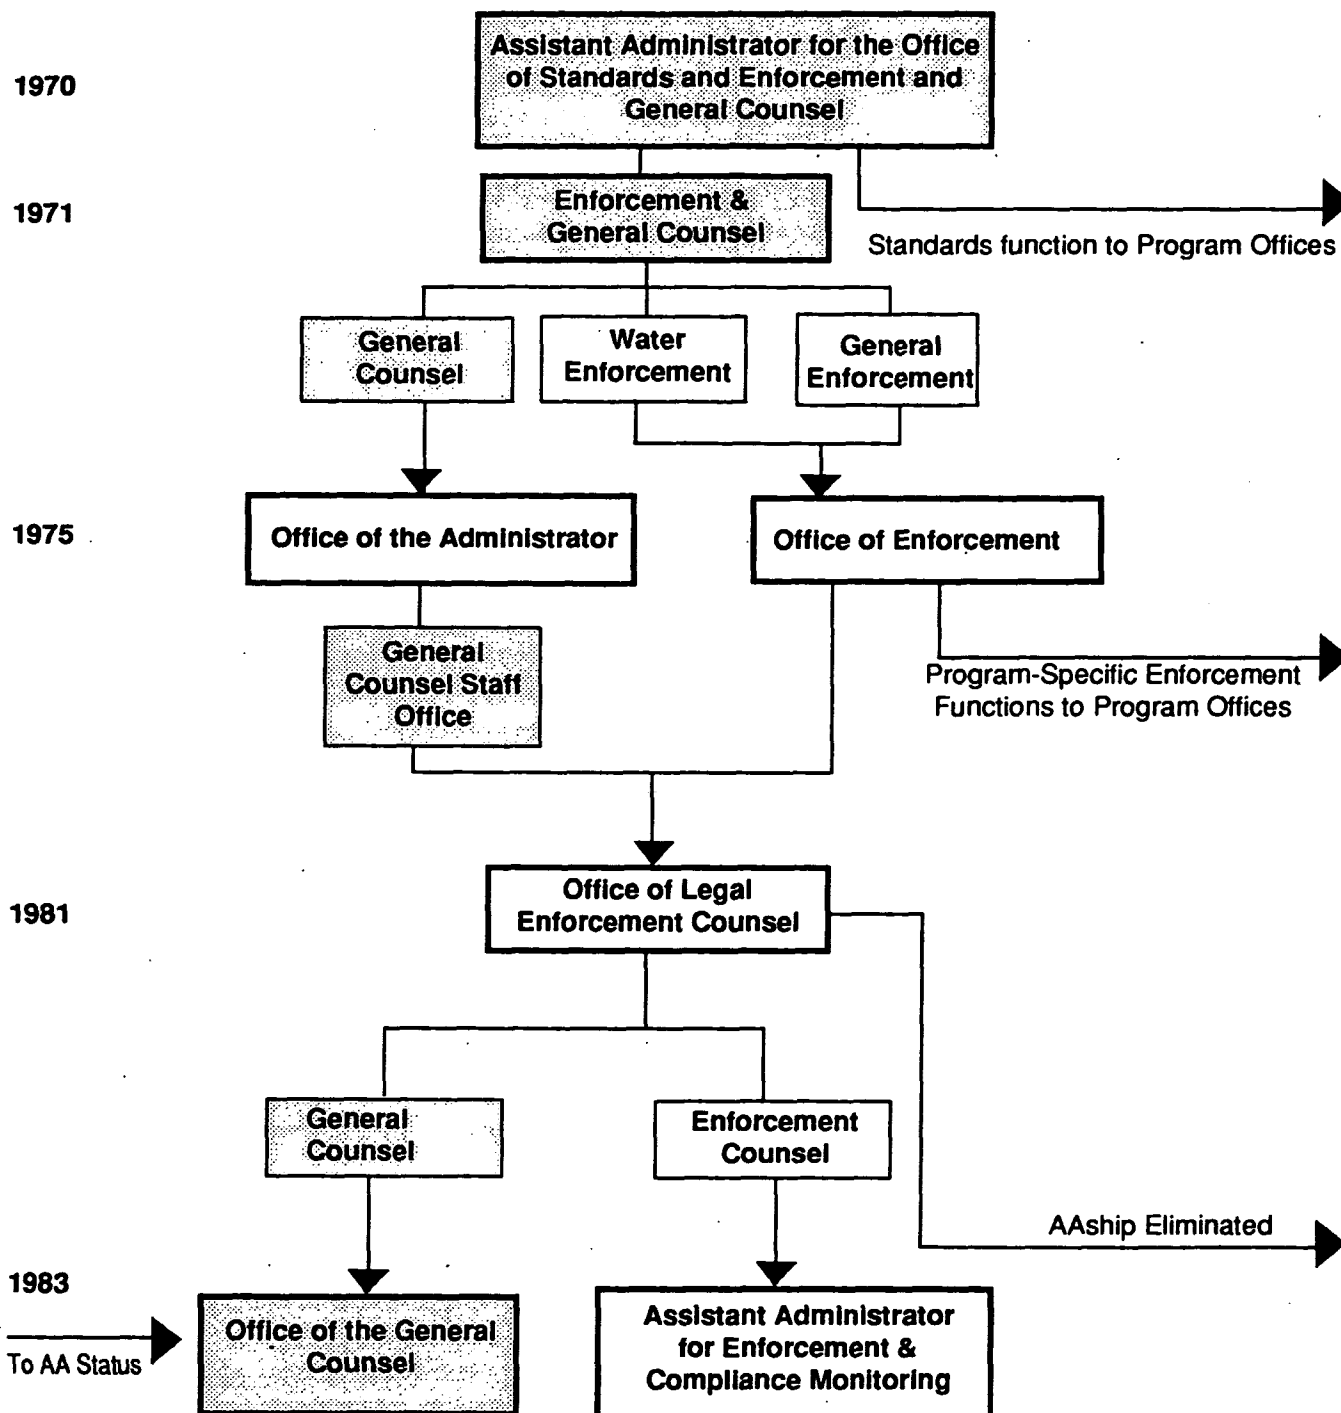 1970
Assistant Administrator for the Office
of Standards and Enforcement and
General Counsel
1971
Enforcement &
General Counsel
Standards function to Program Offices
General
Counsel
Water
Enforcement
General
Enforcement
1975
Office of the Administrator
Office of Enforcement
General
Counsel Staff
Office
Program-Specific Enforcement
Functions to Program Offices
1981
Office of Legal
Enforcement Counsel
General
Counsel
Enforcement
Counsel
AAship Eliminated
1983
To AA Status
Office of the General
Counsel
Assistant Administrator
for Enforcement &
Compliance Monitoring